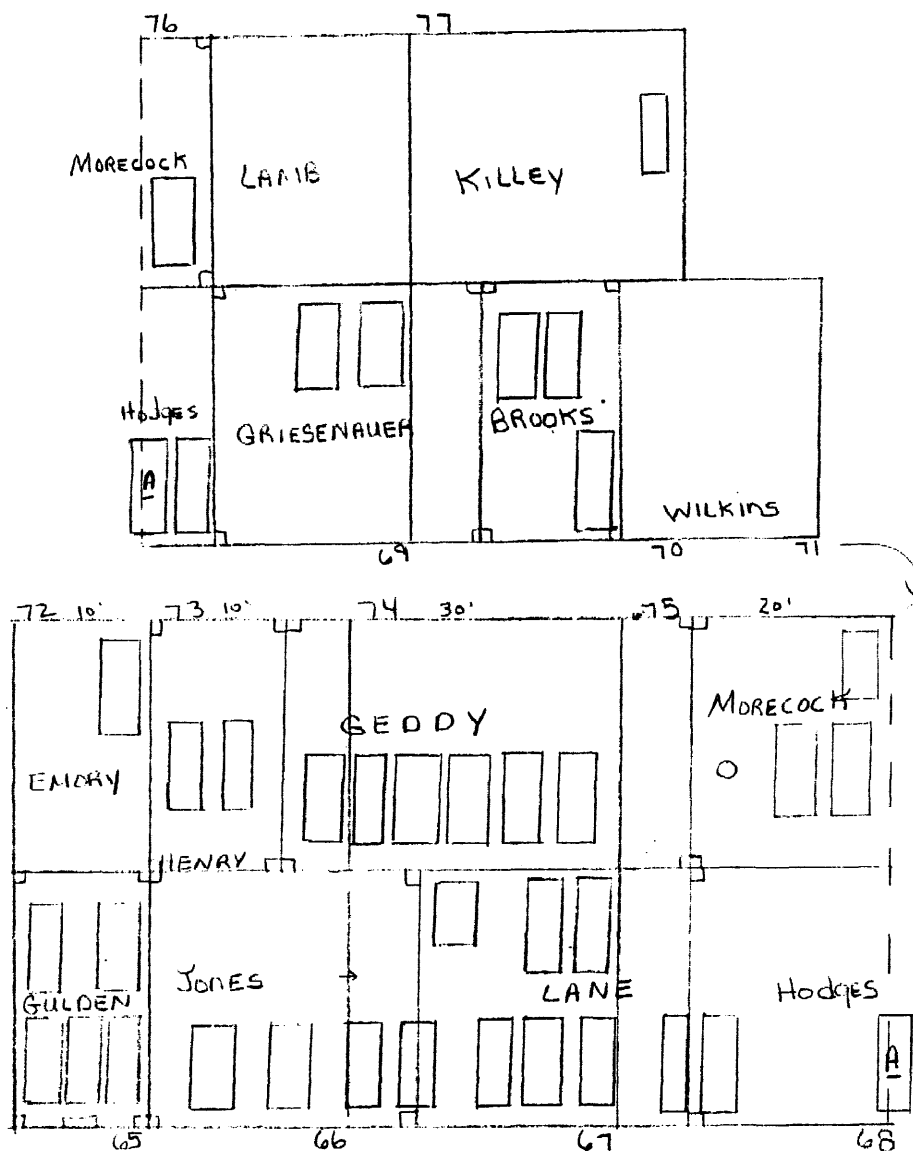 76 77
MORECOCK LAMB KILLEY
Hodges
GRIESENAUER BROOKS
A
WILKINS
69 70 71
72 10' 73 10' 74 30' 75 20'
MORECOCK
GEDDY
EMORY
HENRY
JONES
GULDEN LANE Hodges
A
65 66 67 68